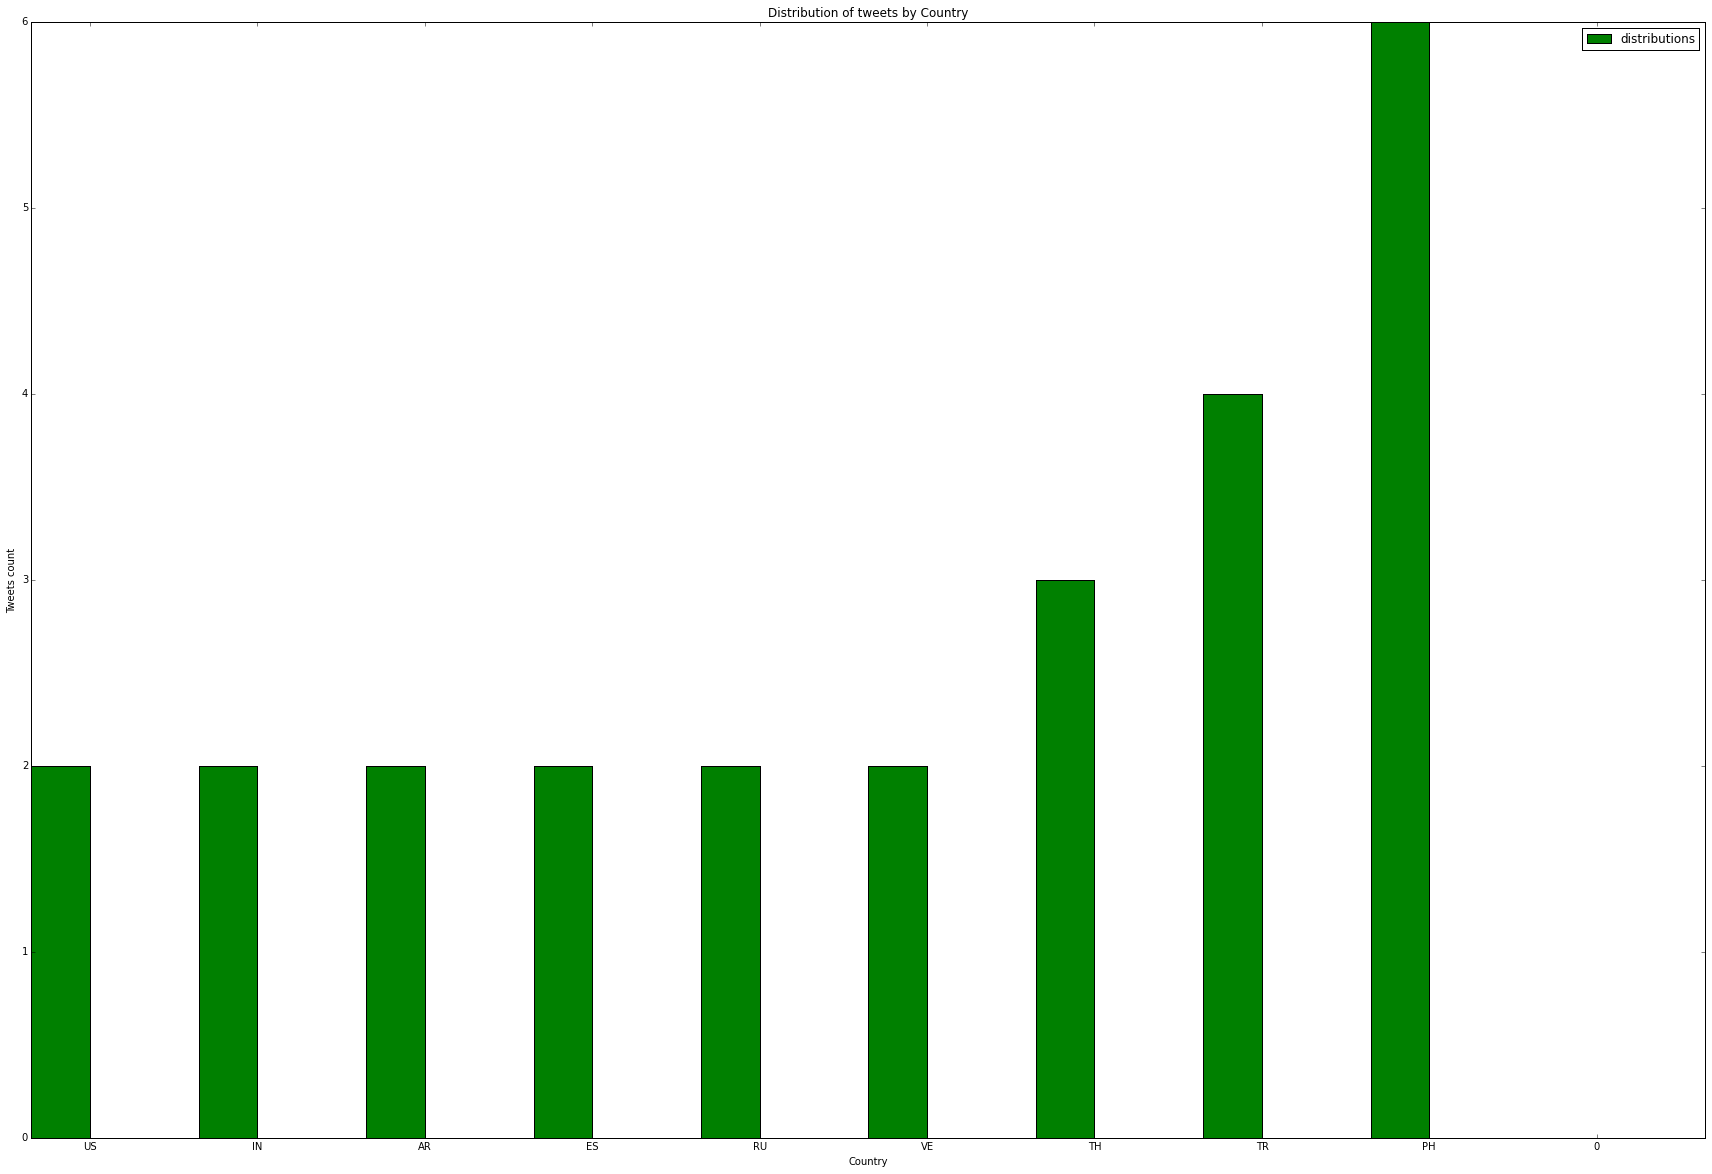 Distribution of tweets by Country
distributions
6
5
4
3
2
1
0
Tweets count
US IN AR ES RU VE TH TR PH 0
Country